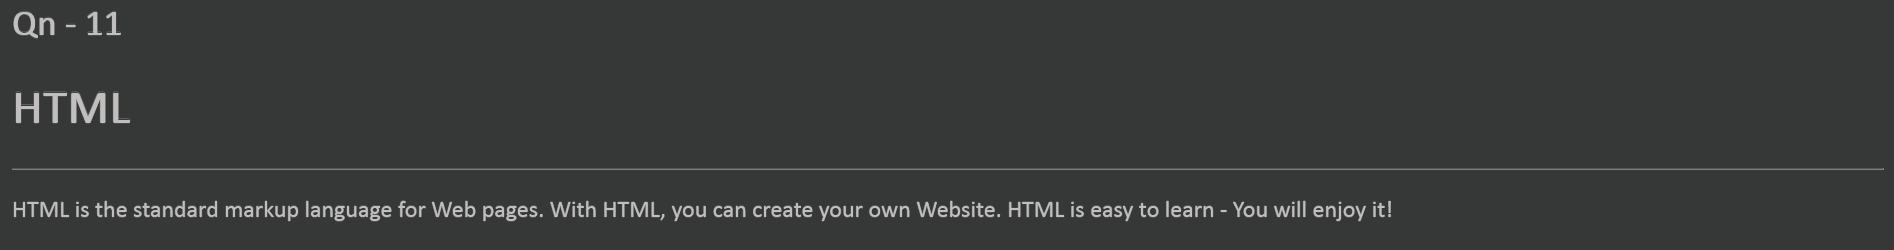 Qn - 11
HTML
HTML is the standard markup language for Web pages. With HTML, you can create your own Website. HTML is easy to learn - You will enjoy it!